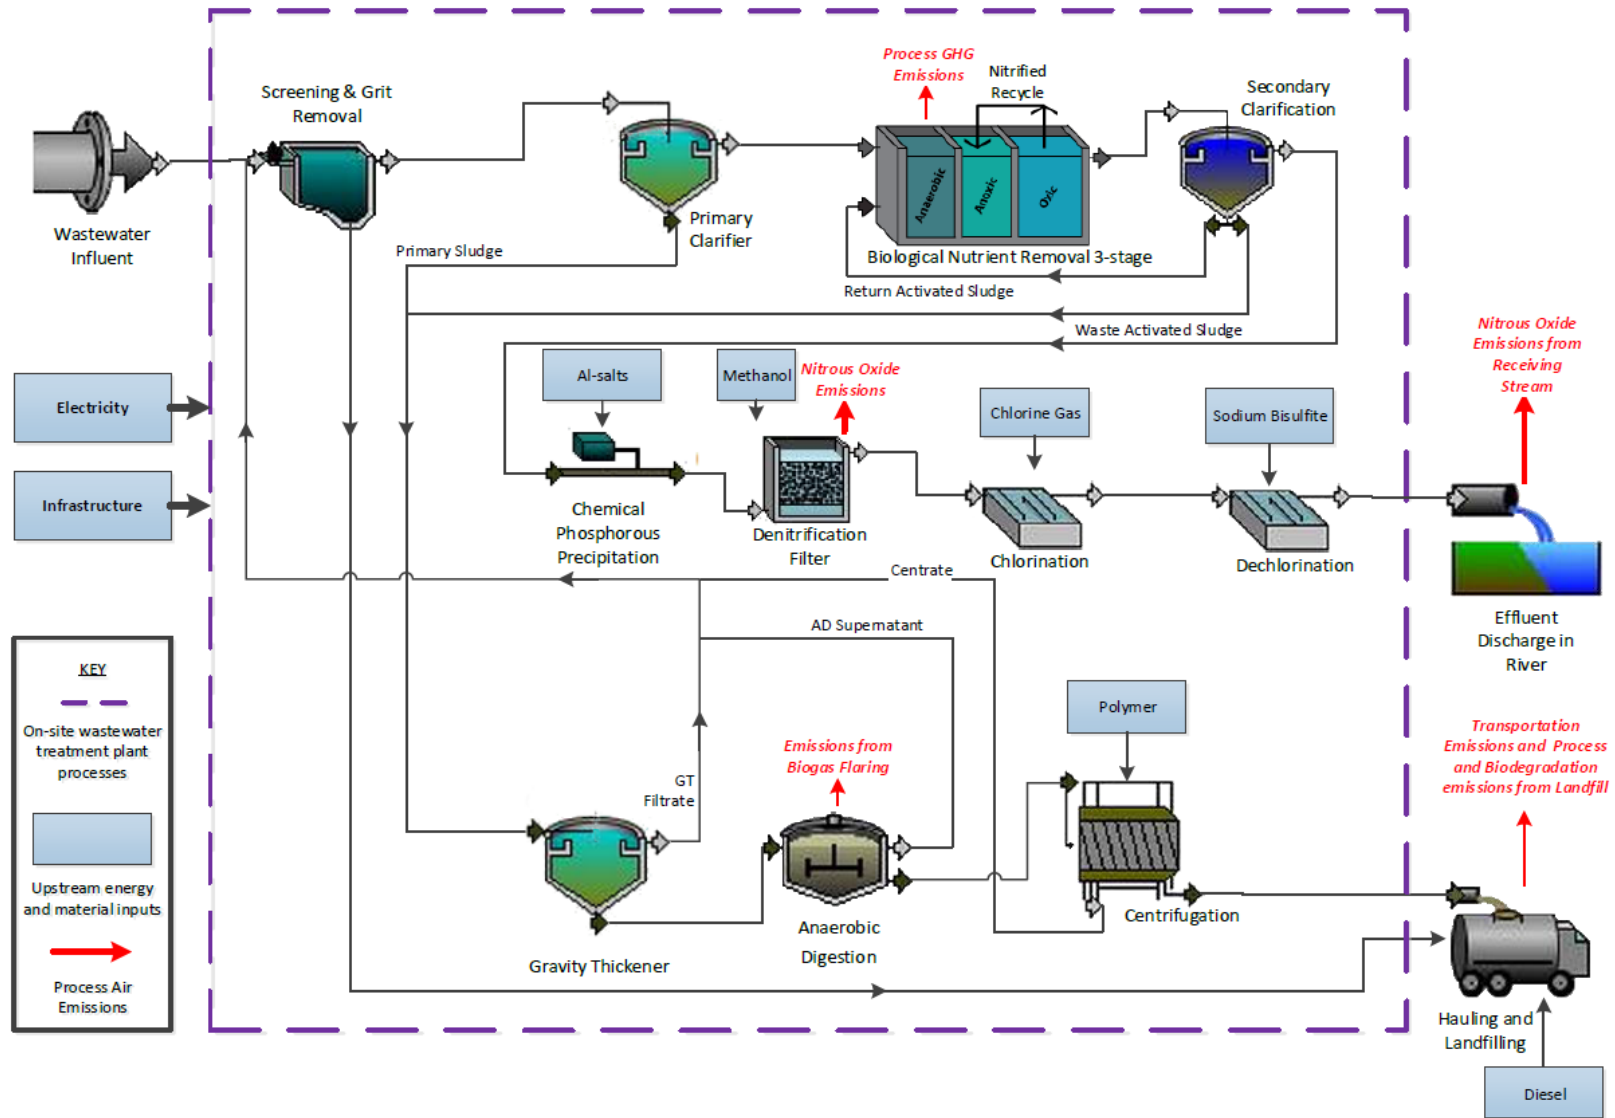 Process GHG
Emissions
Nitrified
Recycle
Screening & Grit
Removal
Secondary
Clarification
Anaerobic
Anoxic
Oxic
Wastewater
Influent
Primary
Clarifier
Primary Sludge
Biological Nutrient Removal 3-stage
Return Activated Sludge
Waste Activated Sludge
Nitrous Oxide
Emissions from
Receiving
Stream
Electricity
Infrastructure
Al-salts
Methanol
Nitrous Oxide
Emissions
Chlorine Gas
Sodium Bisulfite
Chemical
Phosphorous
Precipitation
Denitrification
Filter
Chlorination
Dechlorination
Centrate
AD Supernatant
Effluent
Discharge in
River
KEY
On-site wastewater
treatment plant
processes
Upstream energy
and material inputs
Process Air
Emissions
Polymer
Emissions from
Biogas Flaring
GT
Filtrate
Transportation
Emissions and Process
and Biodegradation
emissions from Landfill
Gravity Thickener
Anaerobic
Digestion
Centrifugation
Hauling and
Landfilling
Diesel